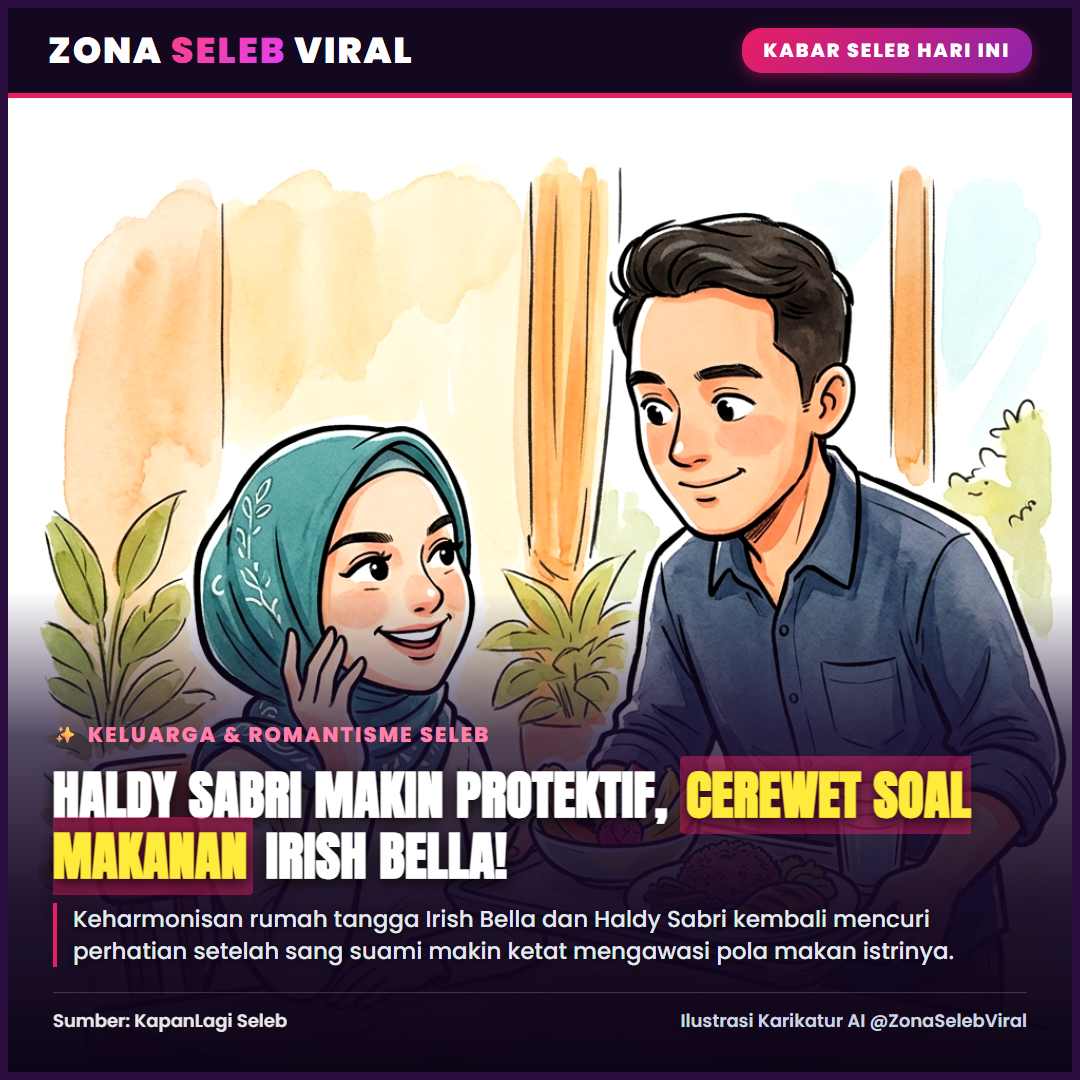 ZONA SELEB VIRAL
KABAR SELEB HARI INI
✨ KELUARGA & ROMANTISME SELEB
HALDY SABRI MAKIN PROTEKTIF, CEREWET SOAL
MAKANAN IRISH BELLA!
Keharmonisan rumah tangga Irish Bella dan Haldy Sabri kembali mencuri
perhatian setelah sang suami makin ketat mengawasi pola makan istrinya.
Sumber: KapanLagi Seleb
Ilustrasi Karikatur AI @ZonaSelebViral